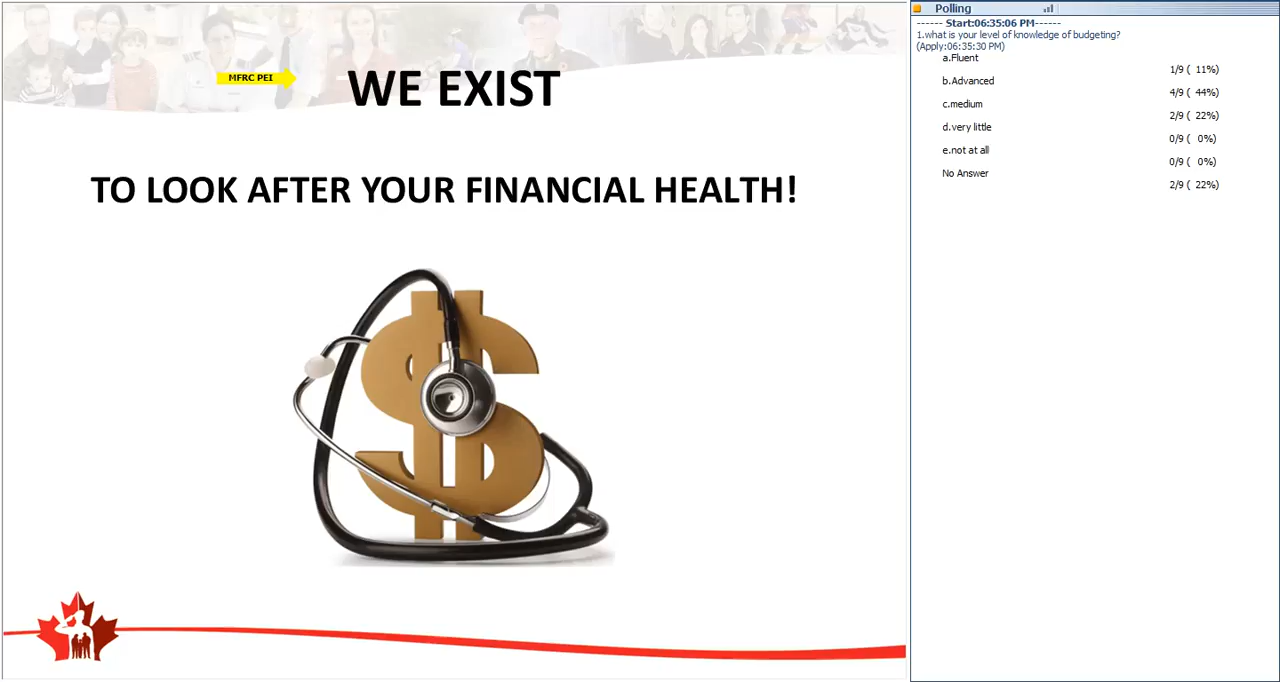 MFRC PEI
WE EXIST
TO LOOK AFTER YOUR FINANCIAL HEALTH!
Polling
------ Start:06:35:06 PM------
1.what is your level of knowledge of budgeting?
(Apply:06:35:30 PM)
a.Fluent
1/9 ( 11%)
b.Advanced
4/9 ( 44%)
c.medium
2/9 ( 22%)
d.very little
0/9 ( 0%)
e.not at all
0/9 ( 0%)
No Answer
2/9 ( 22%)